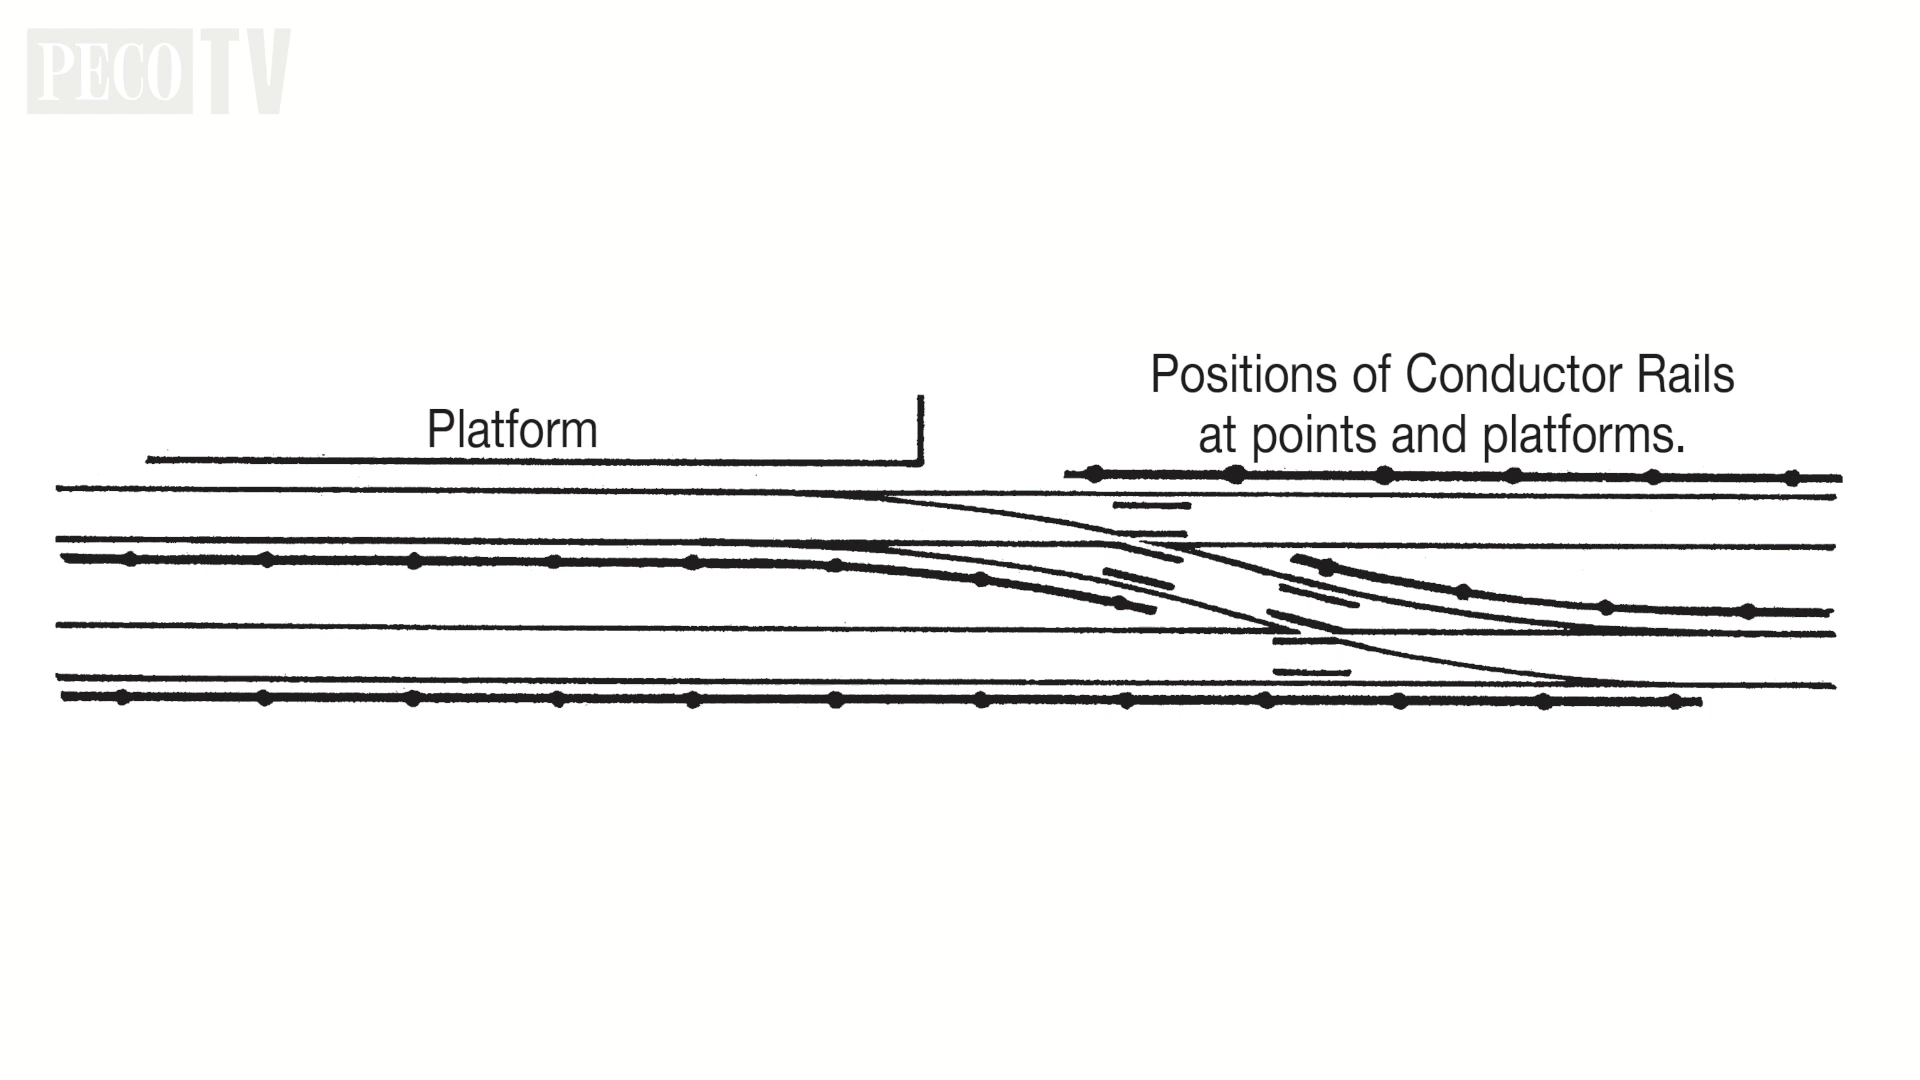 PECO TV
Platform
Positions of Conductor Rails
at points and platforms.